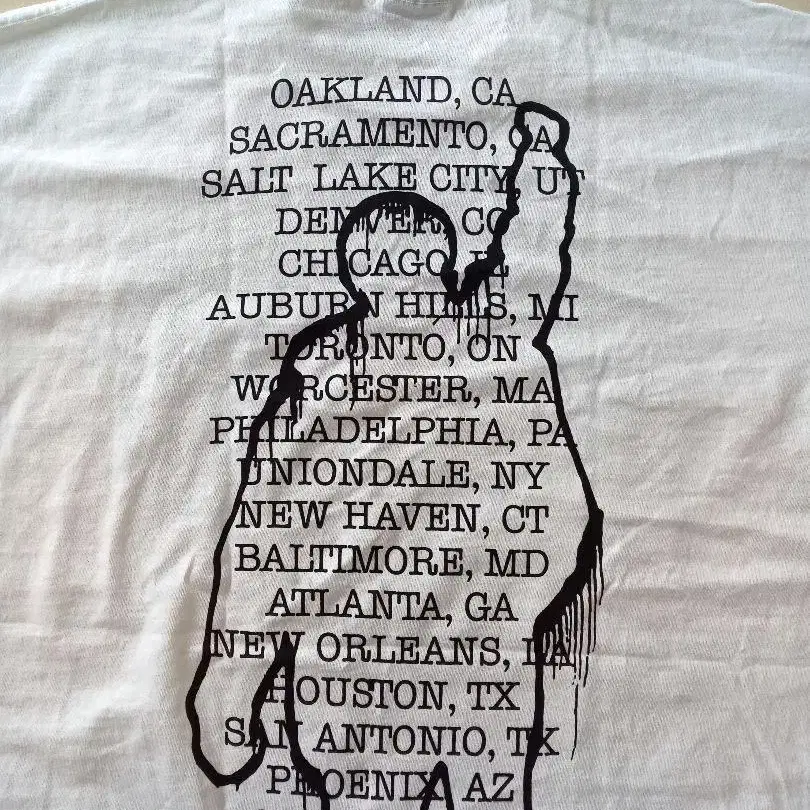 OAKLAND, CA
SACRAMENTO, CA
SALT LAKE CITY, UT
DENVER, CO
CHICAGO, IL
AUBURN HILLS, MI
TORONTO, ON
WORCESTER, MA
PHILADELPHIA, PA
UNIONDALE, NY
NEW HAVEN, CT
BALTIMORE, MD
ATLANTA, GA
NEW ORLEANS, LA
HOUSTON, TX
SAN ANTONIO, TX
PHOENIX, AZ